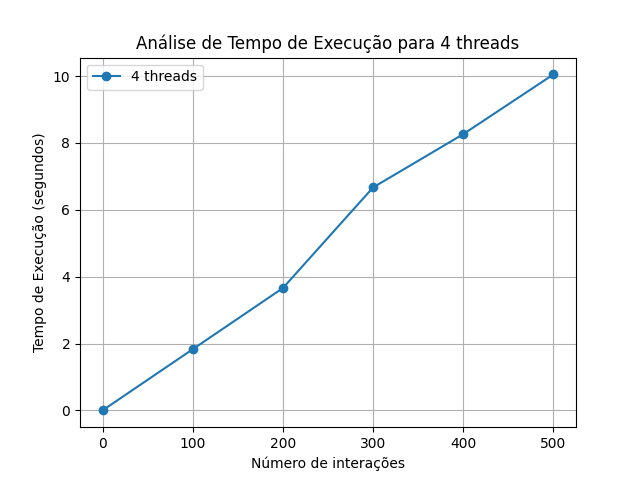 Análise de Tempo de Execução para 4 threads
4 threads
Tempo de Execução (segundos)
10
8
6
4
2
0
0 100 200 300 400 500
Número de interações